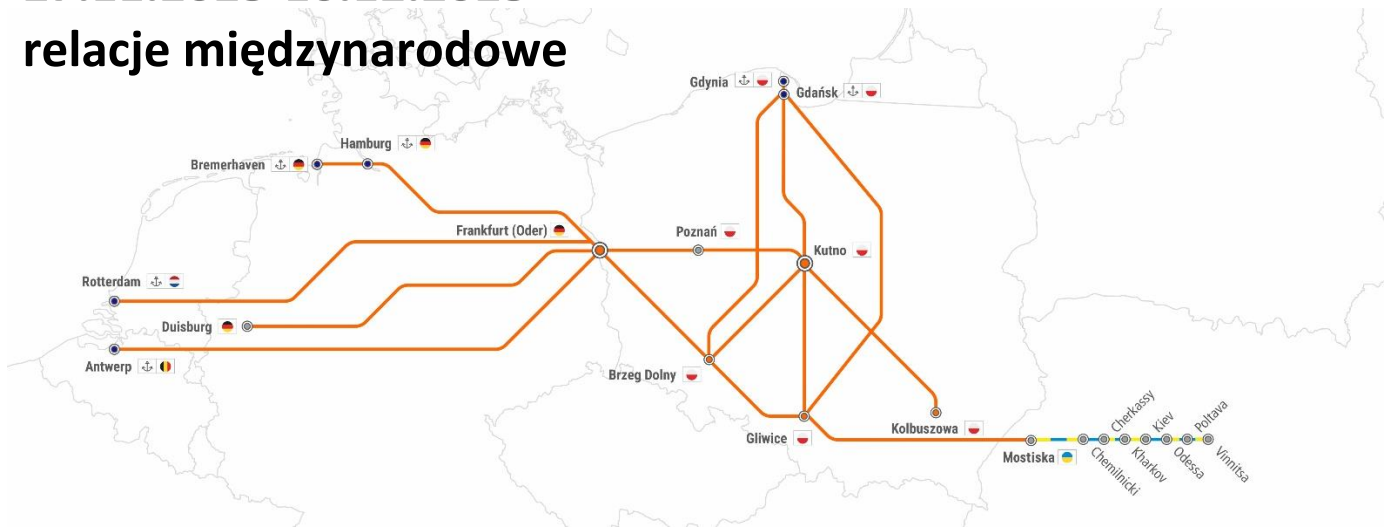 relacje międzynarodowe
Gdynia
Gdańsk
Hamburg
Bremerhaven
Frankfurt (Oder)
Poznań
Kutno
Rotterdam
Duisburg
Antwerp
Brzeg Dolny
Gliwice
Kolbuszowa
Mostiska
Chemilnicki
Cherkassy
Kharkov
Kiev
Odessa
Poltava
Vinnitsa